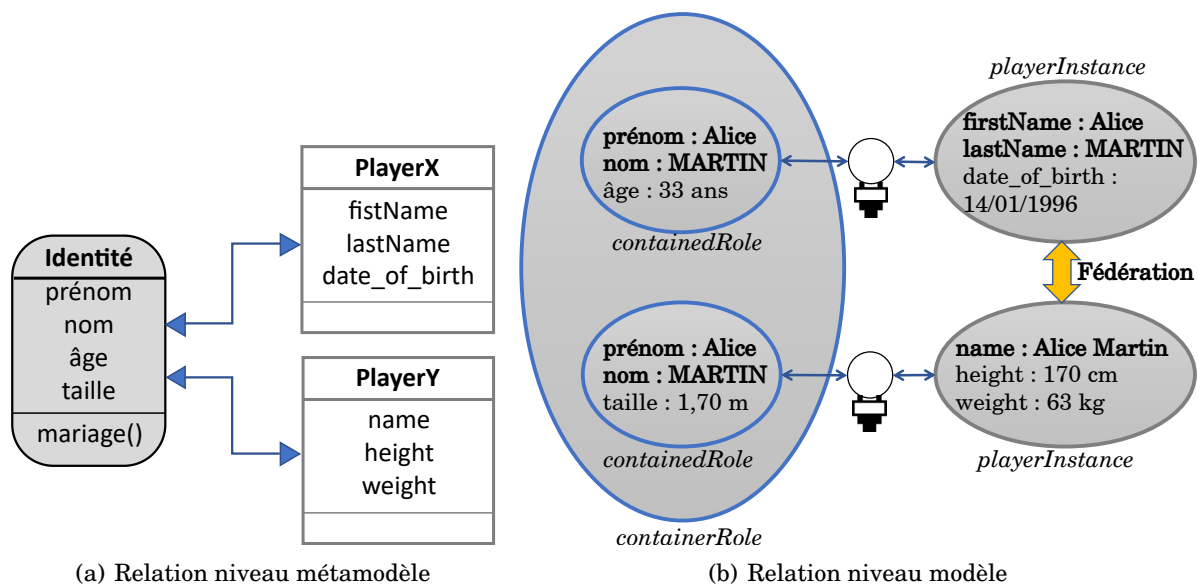 Identité
prénom
nom
âge
taille
mariage()
PlayerX
fistName
lastName
date_of_birth
PlayerY
name
height
weight
(a) Relation niveau métamodèle
prénom : Alice
nom : MARTIN
âge : 33 ans
containedRole
prénom : Alice
nom : MARTIN
taille : 1,70 m
containedRole
containerRole
playerInstance
firstName : Alice
lastName : MARTIN
date_of_birth :
14/01/1996
Fédération
name : Alice Martin
height : 170 cm
weight : 63 kg
playerInstance
(b) Relation niveau modèle